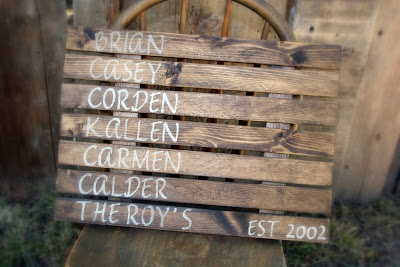 BRIAN
CASEY
CORDEN
KALLEN
CARMEN
CALDER
THE ROY'S EST 2002